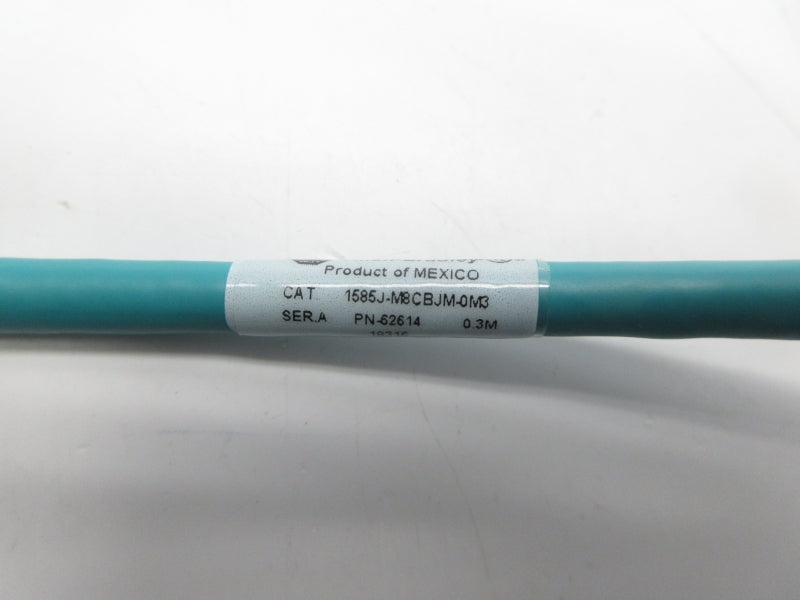 Product of MEXICO
CAT 1585J-M8CBJM-0M3
SER.A PN-62614 0.3M